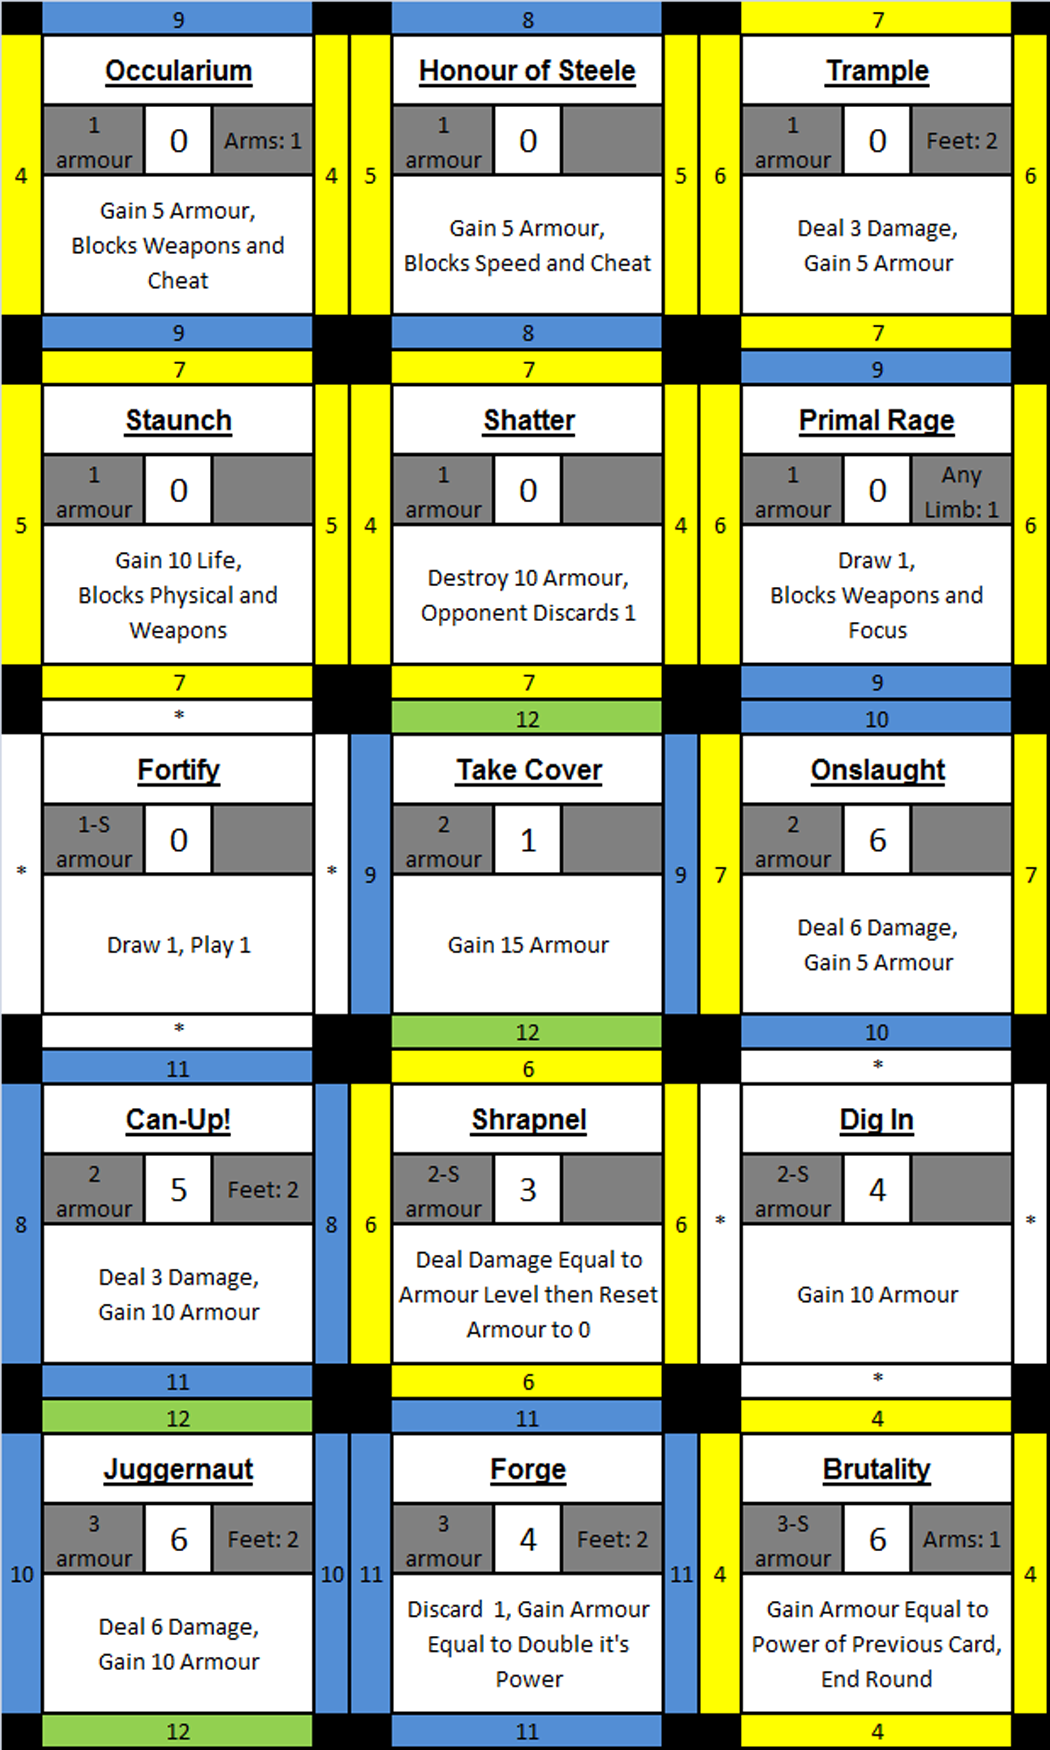 9
Occularium
1
armour
0
Arms: 1
4
4
Gain 5 Armour,
Blocks Weapons and
Cheat
9
8
Honour of Steele
1
armour
0
5
5
Gain 5 Armour,
Blocks Speed and Cheat
8
7
Trample
1
armour
0
Feet: 2
6
6
Deal 3 Damage,
Gain 5 Armour
7
7
Staunch
1
armour
0
5
5
Gain 10 Life,
Blocks Physical and
Weapons
7
7
Shatter
1
armour
0
4
4
Destroy 10 Armour,
Opponent Discards 1
7
9
Primal Rage
1
armour
0
Any
Limb: 1
6
6
Draw 1,
Blocks Weapons and
Focus
9
*
Fortify
1-S
armour
0
*
*
Draw 1, Play 1
*
12
Take Cover
2
armour
1
9
9
Gain 15 Armour
12
10
Onslaught
2
armour
6
7
7
Deal 6 Damage,
Gain 5 Armour
10
11
Can-Up!
2
armour
5
Feet: 2
8
8
Deal 3 Damage,
Gain 10 Armour
11
6
Shrapnel
2-S
armour
3
6
6
Deal Damage Equal to
Armour Level then Reset
Armour to 0
6
*
Dig In
2-S
armour
4
*
*
Gain 10 Armour
*
12
Juggernaut
3
armour
6
Feet: 2
10
10
Deal 6 Damage,
Gain 10 Armour
12
11
Forge
3
armour
4
Feet: 2
11
11
Discard  1, Gain Armour
Equal to Double it's
Power
11
4
Brutality
3-S
armour
6
Arms: 1
4
4
Gain Armour Equal to
Power of Previous Card,
End Round
4